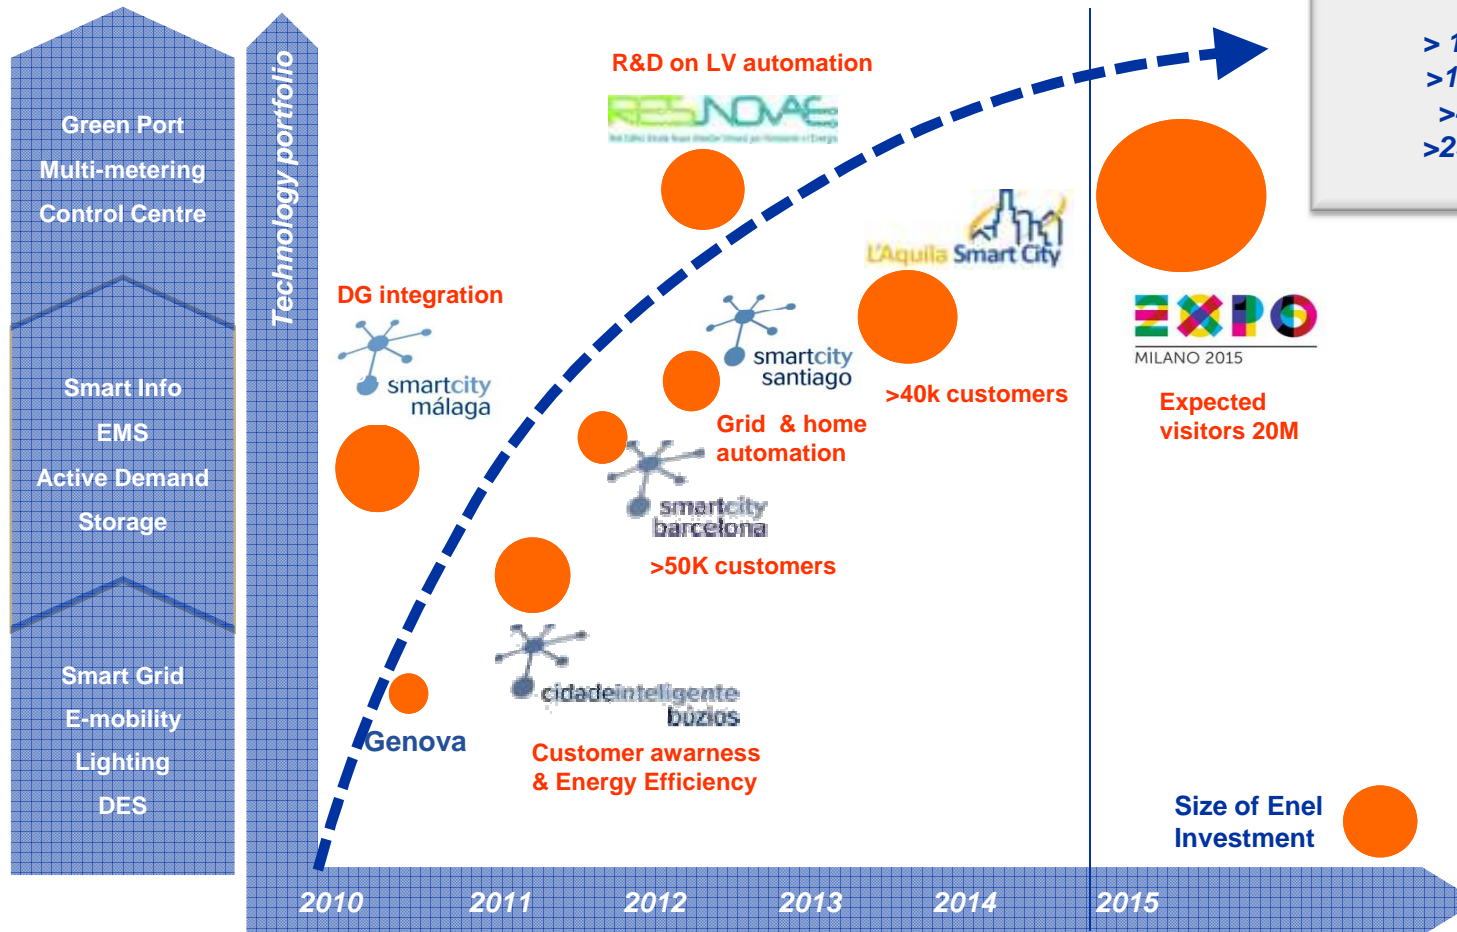 Green Port
Multi-metering
Control Centre
Smart Info
EMS
Active Demand
Storage
Smart Grid
E-mobility
Lighting
DES
Technology portfolio
R&D on LV automation
RES NOVAE
DG integration
smartcity
málaga
L'Aquila Smart City
smartcity
santiago
>40k customers
Grid & home
automation
smartcity
barcelona
>50K customers
cidadeinteligente
búzios
Customer awarness
& Energy Efficiency
Genova
EXPO
MILANO 2015
Expected
visitors 20M
Size of Enel
Investment
2010
2011
2012
2013
2014
2015